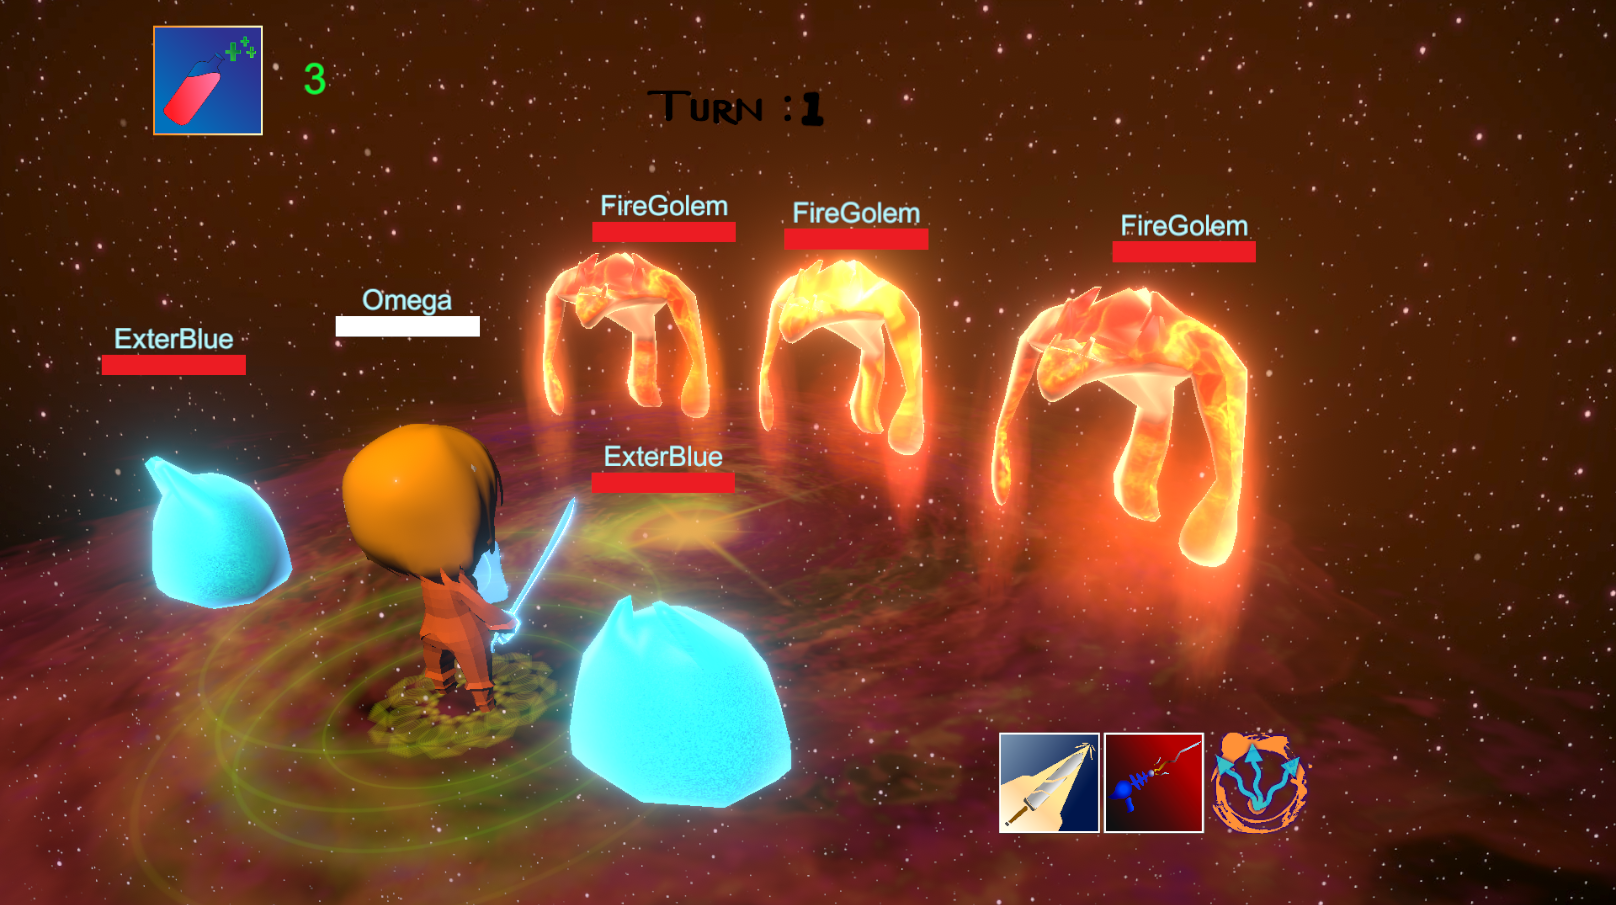 3
TURN :1
FireGolem
FireGolem
FireGolem
Omega
ExterBlue
ExterBlue